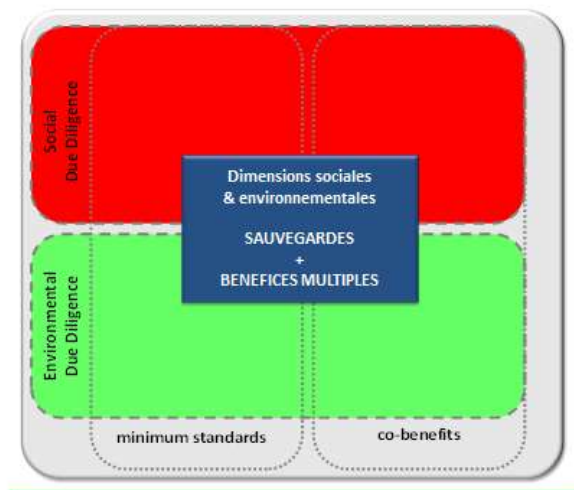 Social
Due Diligence
Dimensions sociales
& environnementales
SAUVEGARDES
+
BENEFICES MULTIPLES
Environmental
Due Diligence
minimum standards
co-benefits